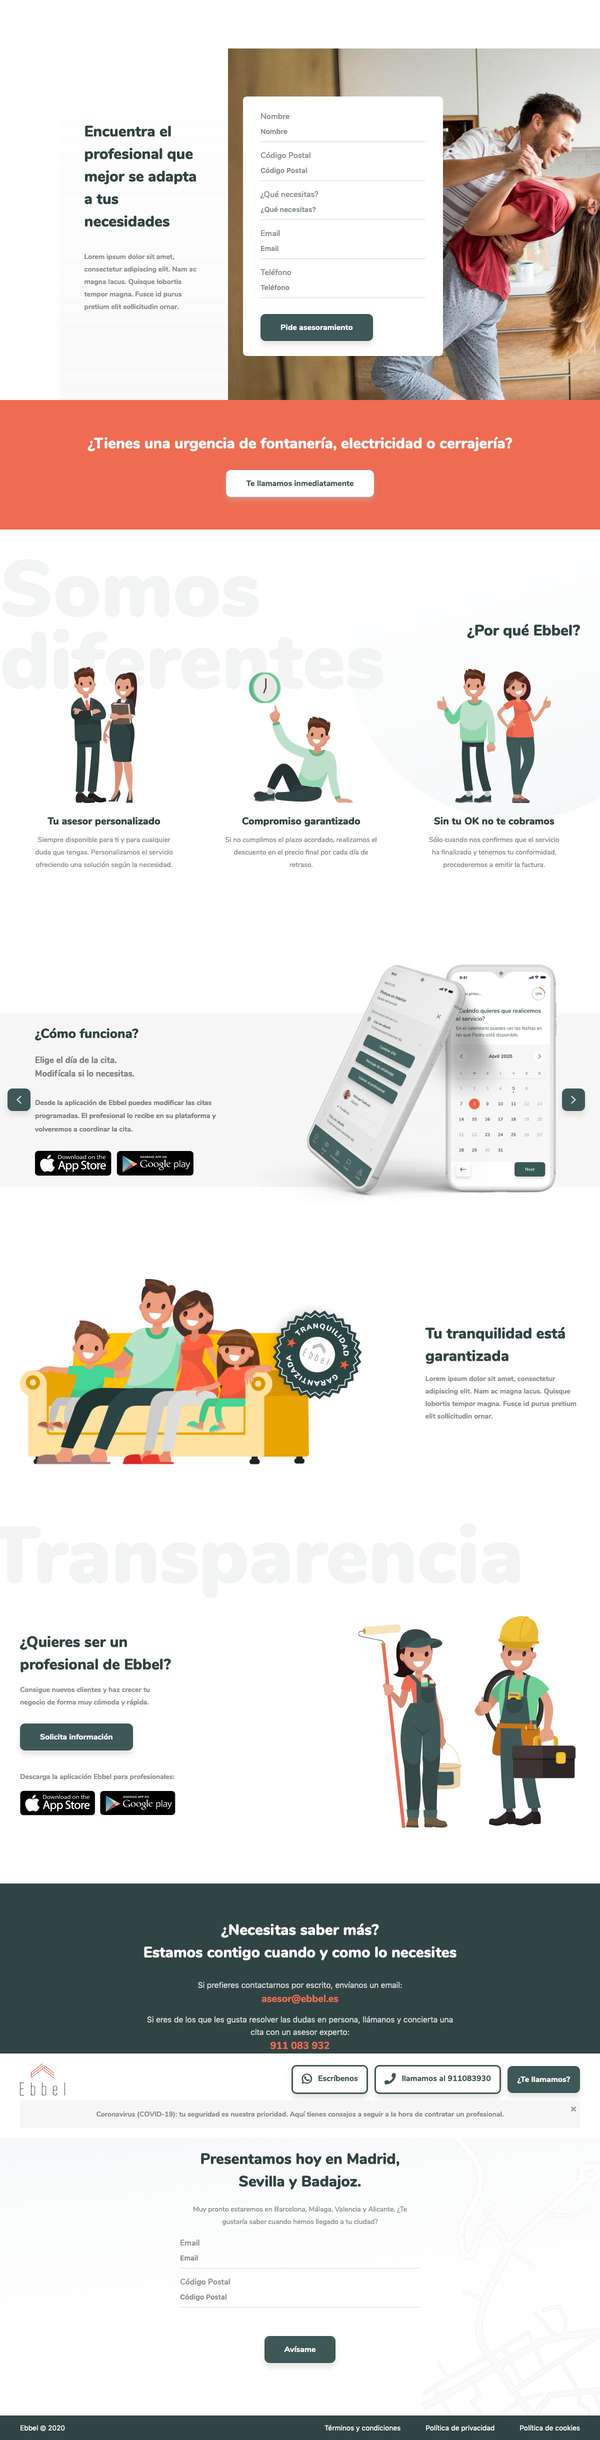 Encuentra el
profesional que
mejor se adapta
a tus
necesidades
Lorem ipsum dolor sit amet,
consectetur adipiscing elit. Nam ac
magna lacus. Quisque lobortis
tempor magna. Fusce id purus
pretium elit sollicitudin ornar.
Nombre
Nombre
Código Postal
Código Postal
¿Qué necesitas?
¿Qué necesitas?
Email
Email
Teléfono
Teléfono
Pide asesoramiento
¿Tienes una urgencia de fontanería, electricidad o cerrajería?
Te llamamos inmediatamente
Somos
diferentes
¿Por qué Ebbel?
Tu asesor personalizado
Siempre disponible para ti y para cualquier
duda que tengas. Personalizamos el servicio
ofreciendo una solución según la necesidad.
Compromiso garantizado
Si no cumplimos el plazo acordado, realizamos el
descuento en el precio final por cada día de
retraso.
Sin tu OK no te cobramos
Sólo cuando nos confirmes que el servicio
ha finalizado y tenemos tu conformidad,
procederemos a emitir la factura.
¿Cómo funciona?
Elige el día de la cita.
Modifícala si lo necesitas.
Desde la aplicación de Ebbel puedes modificar las citas
programadas. El profesional lo recibe en su plataforma y
volveremos a coordinar la cita.
Download on the
App Store
Google play
9:41
¿Cuándo quieres que realicemos
el servicio?
Abril 2020
Next
TRANQUILIDAD
Ebbel
GARANTIZADA
Tu tranquilidad está
garantizada
Lorem ipsum dolor sit amet, consectetur
adipiscing elit. Nam ac magna lacus. Quisque
lobortis tempor magna. Fusce id purus pretium
elit sollicitudin ornar.
Transparencia
¿Quieres ser un
profesional de Ebbel?
Consigue nuevos clientes y haz crecer tu
negocio de forma muy cómoda y rápida.
Solicita información
Descarga la aplicación Ebbel para profesionales:
Download on the
App Store
Google play
¿Necesitas saber más?
Estamos contigo cuando y como lo necesites
Si prefieres contactarnos por escrito, envíanos un email:
asesor@ebbel.es
Si eres de los que les gusta resolver las dudas en persona, llámanos y concierta una
cita con un asesor experto:
911 083 932
Ebbel
Escríbenos
llamamos al 911083930
¿Te llamamos?
Coronavirus (COVID-19): tu seguridad es nuestra prioridad. Aquí tienes consejos a seguir a la hora de contratar un profesional.
Presentamos hoy en Madrid,
Sevilla y Badajoz.
Muy pronto estaremos en Barcelona, Málaga, Valencia y Alicante. ¿Te
gustaría saber cuando hemos llegado a tu ciudad?
Email
Email
Código Postal
Código Postal
Avísame
Ebbel © 2020
Términos y condiciones
Política de privacidad
Política de cookies